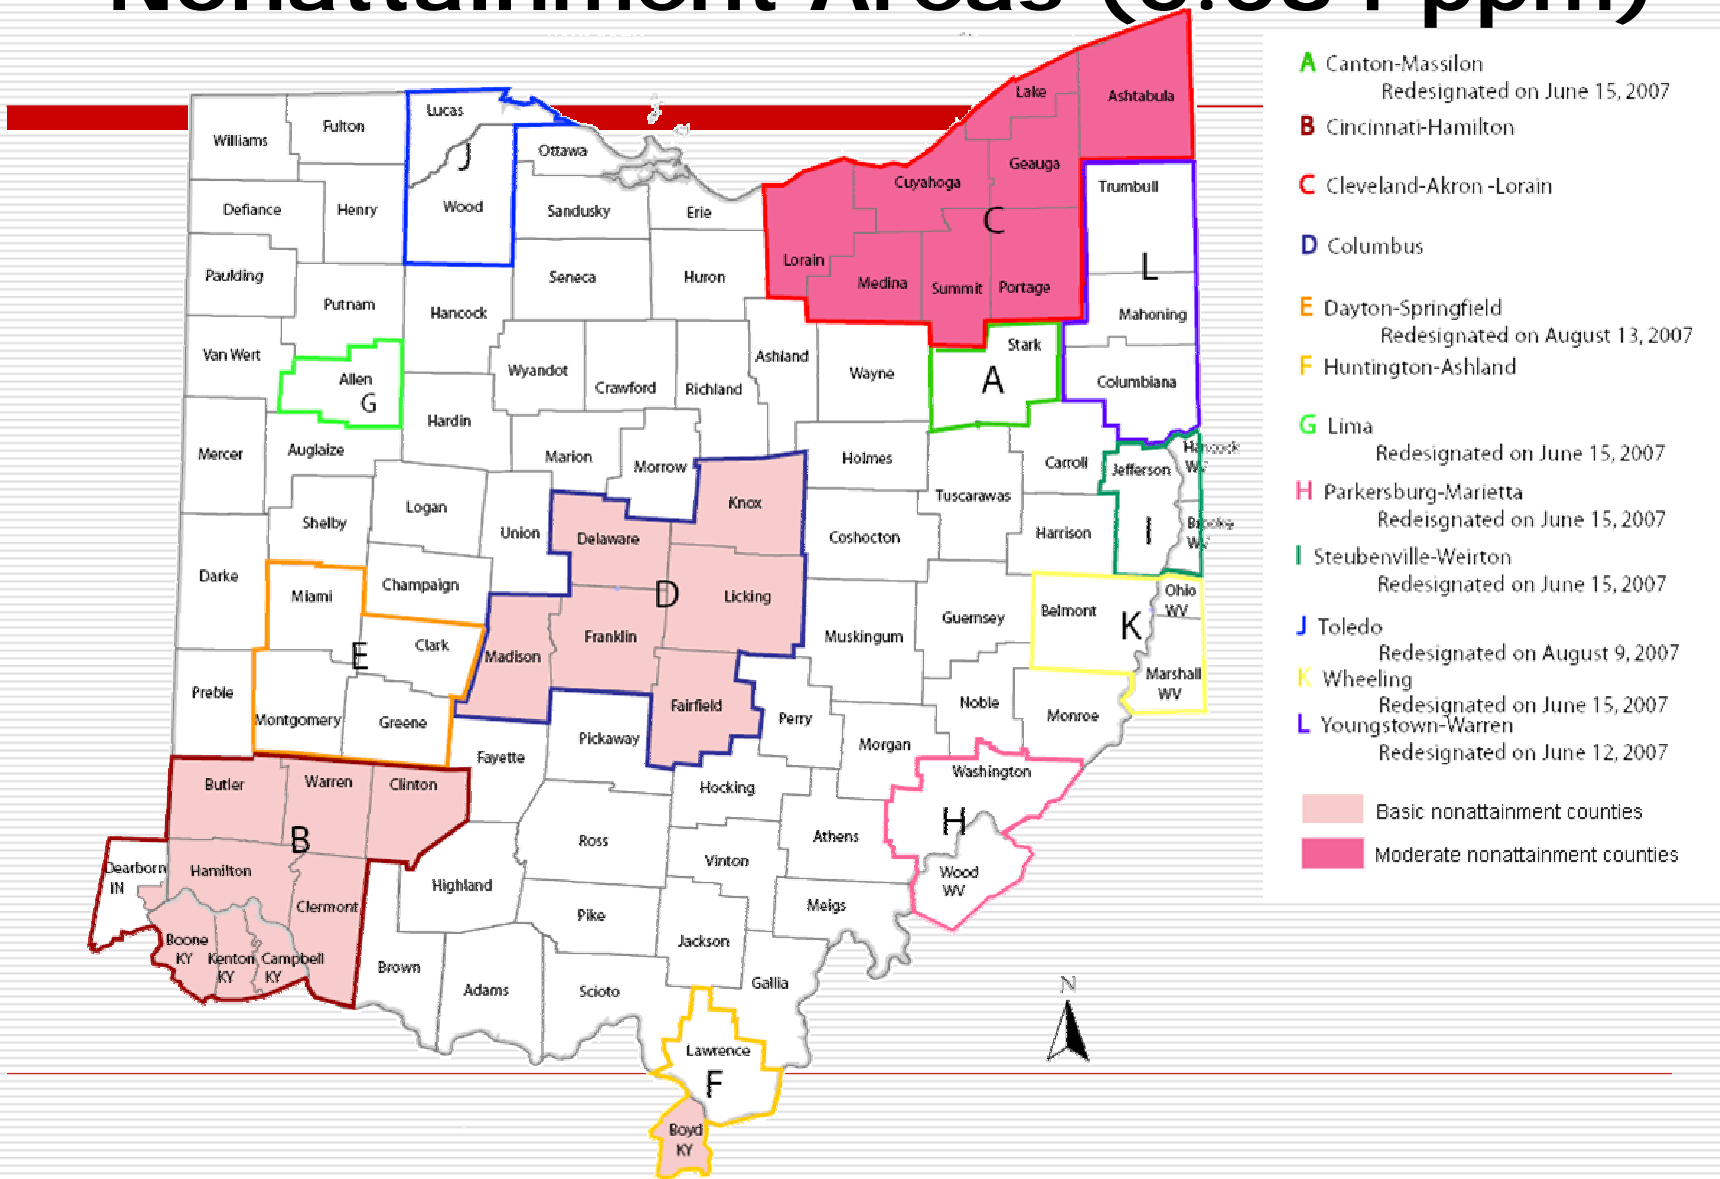 Nonattainment Areas (0.084 ppm)
A Canton-Massilon
Redesignated on June 15, 2007
B Cincinnati-Hamilton
C Cleveland-Akron -Lorain
D Columbus
E Dayton-Springfield
Redesignated on August 13, 2007
F Huntington-Ashland
G Lima
Redesignated on June 15, 2007
H Parkersburg-Marietta
Redeisgnated on June 15, 2007
I Steubenville-Weirton
Redesignated on June 15, 2007
J Toledo
Redesignated on August 9, 2007
K Wheeling
Redesignated on June 15, 2007
L Youngstown-Warren
Redesignated on June 12, 2007
Basic nonattainment counties
Moderate nonattainment counties
Williams
Fulton
Lucas
J
Ottawa
Lake
Ashtabula
Geauga
Cuyahoga
Trumbull
Defiance
Henry
Wood
Sandusky
Erie
C
Paulding
Seneca
Huron
Lorain
Medina
Summit
Portage
L
Putnam
Hancock
Mahoning
Van Wert
Allen
G
Wyandot
Crawford
Richland
Ashland
Wayne
Stark
A
Columbiana
Hardin
Mercer
Auglaize
Marion
Morrow
Holmes
Carroll
Jefferson
Hancock
WV
Logan
Knox
Tuscarawas
Shelby
Union
Delaware
Coshocton
Harrison
I
Brooke
WV
Darke
Miami
Champaign
D
Licking
Guernsey
Belmont
K
Ohio
WV
E
Clark
Madison
Franklin
Muskingum
Marshall
WV
Preble
Montgomery
Greene
Fairfield
Perry
Noble
Monroe
Pickaway
Fayette
Morgan
Washington
Butler
Warren
Clinton
Hocking
H
B
Ross
Athens
Dearborn
IN
Hamilton
Vinton
Wood
WV
Highland
Clermont
Pike
Meigs
Boone
KY
Kenton
KY
Campbell
KY
Jackson
Brown
Adams
Scioto
Gallia
N
Lawrence
F
Boyd
KY